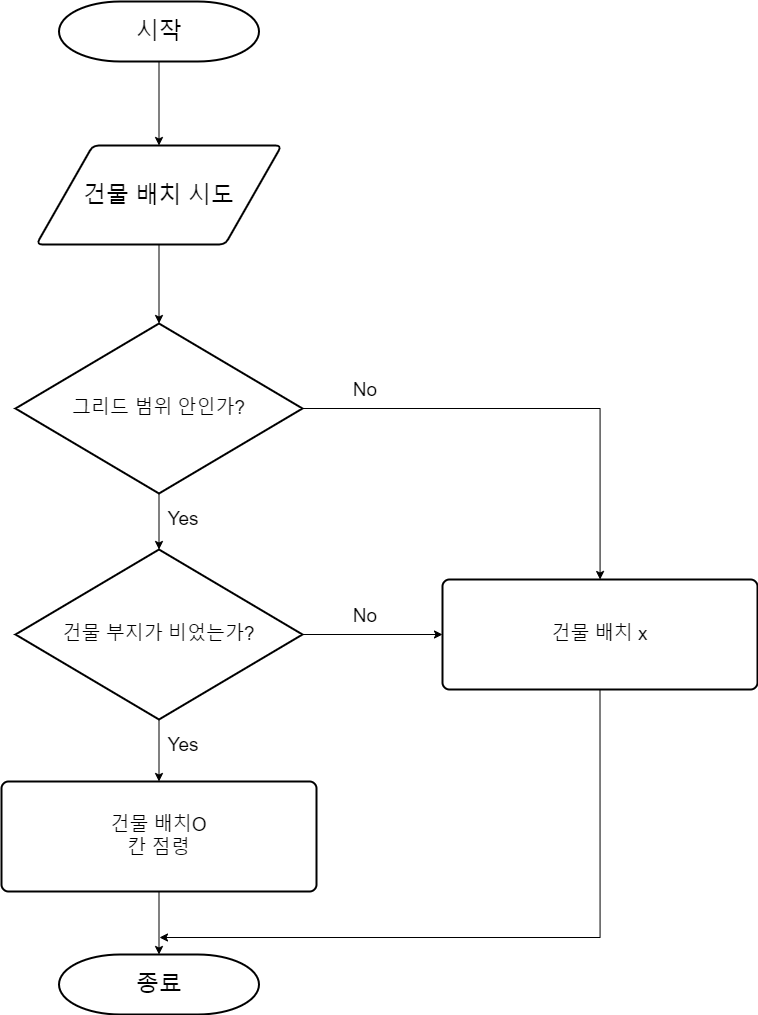 시작
건물 배치 시도
그리드 범위 안인가?
No
Yes
건물 부지가 비었는가?
No
건물 배치 x
Yes
건물 배치O
칸 점령
종료